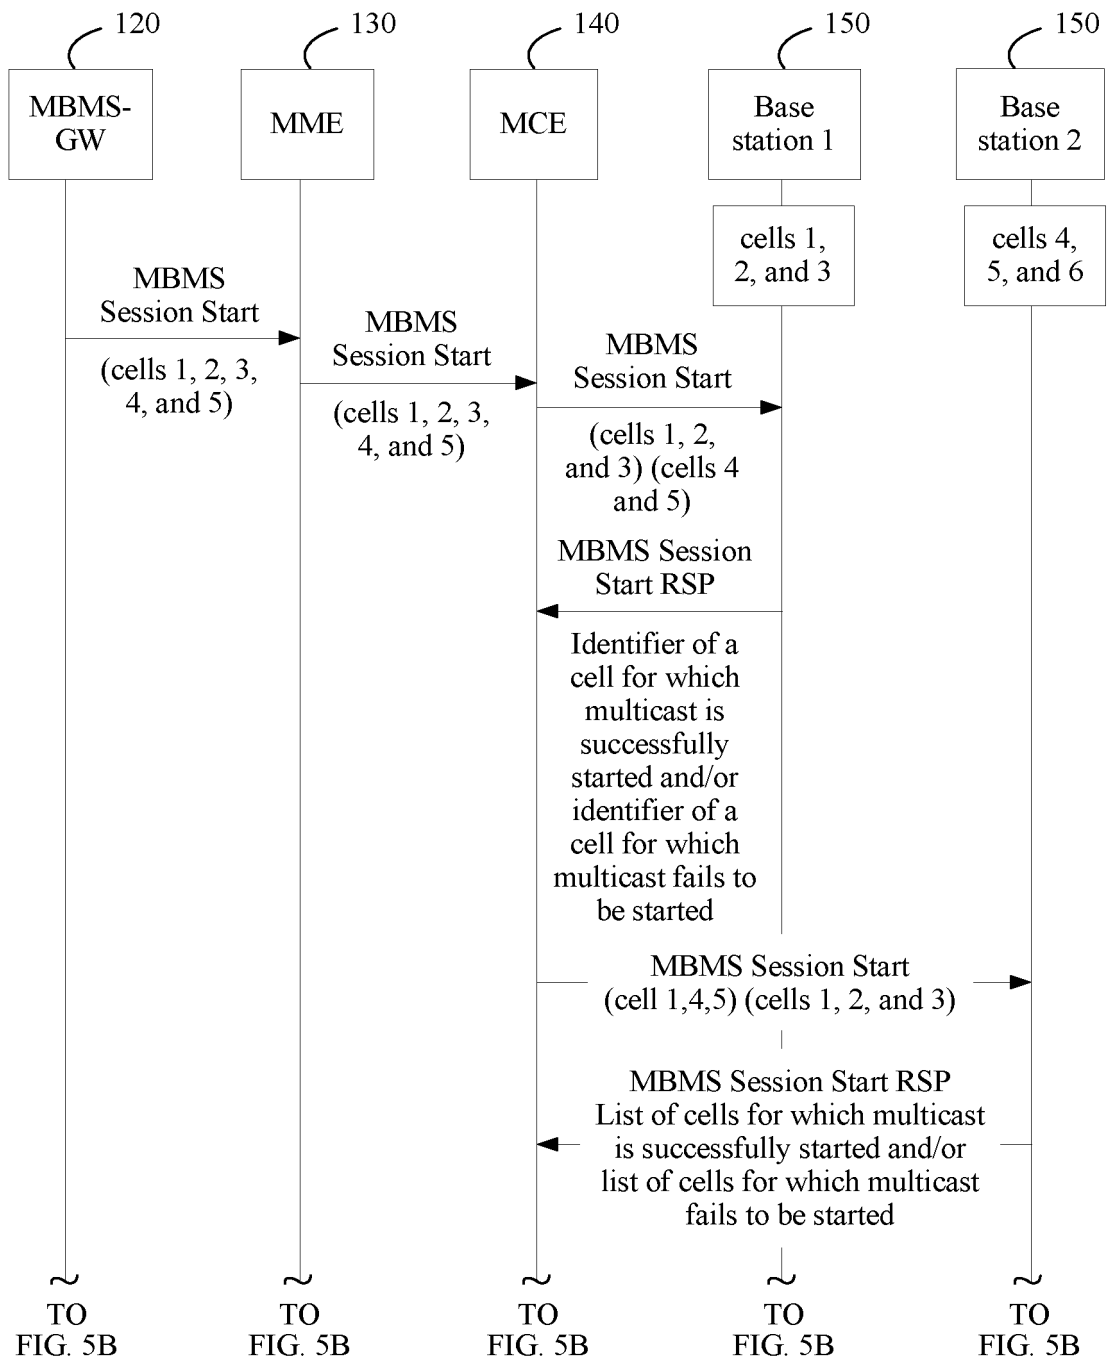 120
130
140
150
150
MBMS-
GW
MME
MCE
Base
station 1
Base
station 2
cells 1,
2, and 3
cells 4,
5, and 6
MBMS
Session Start
(cells 1, 2, 3,
4, and 5)
MBMS
Session Start
(cells 1, 2, 3,
4, and 5)
MBMS
Session Start
(cells 1, 2,
and 3) (cells 4
and 5)
MBMS Session
Start RSP
Identifier of a
cell for which
multicast is
successfully
started and/or
identifier of a
cell for which
multicast fails to
be started
MBMS Session Start
(cell 1,4,5) (cells 1, 2, and 3)
MBMS Session Start RSP
List of cells for which multicast
is successfully started and/or
list of cells for which multicast
fails to be started
TO
FIG. 5B
TO
FIG. 5B
TO
FIG. 5B
TO
FIG. 5B
TO
FIG. 5B